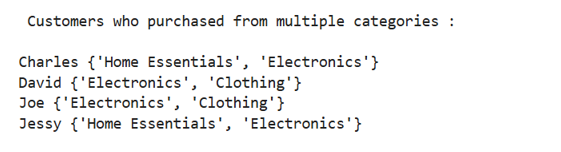 Customers who purchased from multiple categories :
Charles {'Home Essentials', 'Electronics'}
David {'Electronics', 'Clothing'}
Joe {'Electronics', 'Clothing'}
Jessy {'Home Essentials', 'Electronics'}